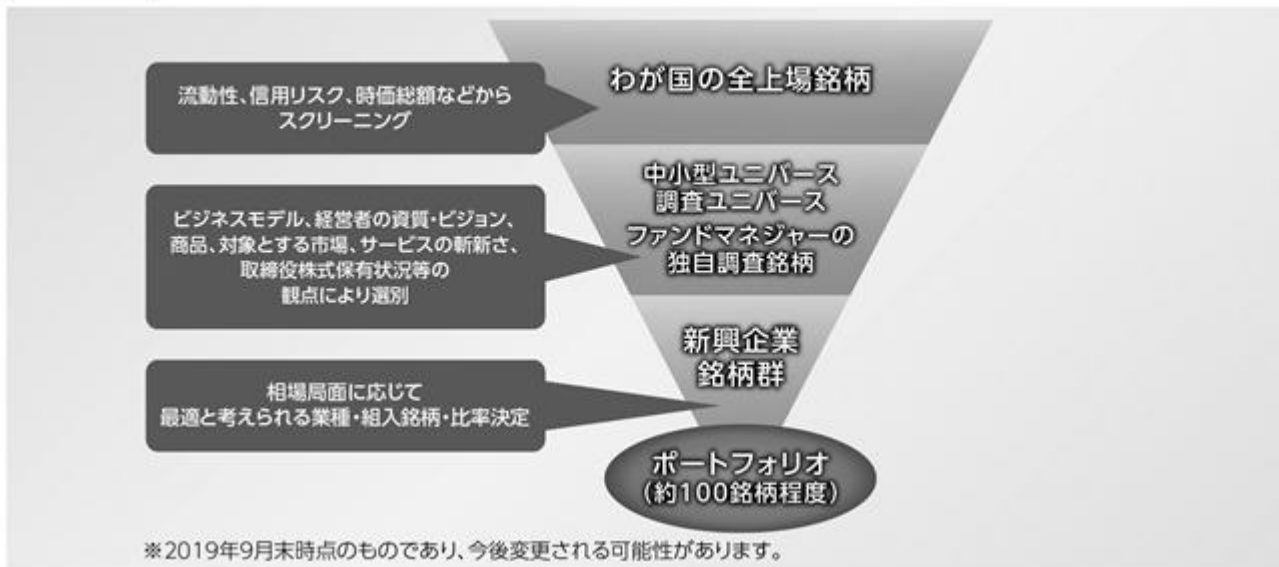 わが国の全上場銘柄
流動性、信用リスク、時価総額などから
スクリーニング
中小型ユニバース
調査ユニバース
ファンドマネジャーの
独自調査銘柄
ビジネスモデル、経営者の資質・ビジョン、
商品、対象とする市場、サービスの斬新さ、
取締役株式保有状況等の
観点により選別
新興企業
銘柄群
相場局面に応じて
最適と考えられる業種・組入銘柄・比率決定
ポートフォリオ
(約100銘柄程度)
※2019年9月末時点のものであり、今後変更される可能性があります。